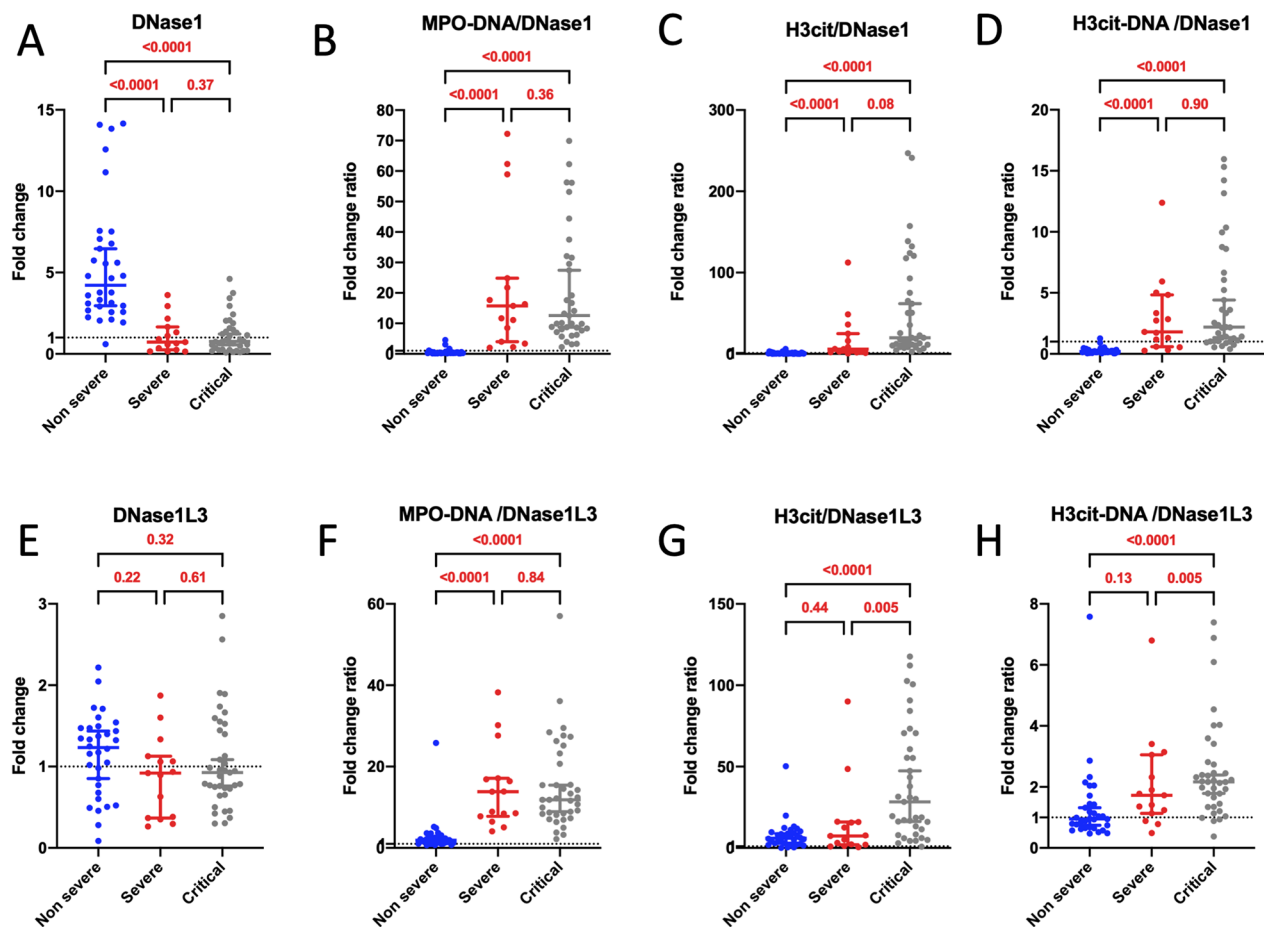 A
DNase1
<0.0001
<0.0001
0.37
Fold change
15
10
5
1
0
Non severe
Severe
Critical
B
MPO-DNA/DNase1
<0.0001
<0.0001
0.36
Fold change ratio
80
70
60
50
40
30
20
10
0
Non severe
Severe
Critical
C
H3cit/DNase1
<0.0001
<0.0001
0.08
Fold change ratio
300
200
100
0
Non severe
Severe
Critical
D
H3cit-DNA /DNase1
<0.0001
<0.0001
0.90
Fold change ratio
20
15
10
5
1
0
Non severe
Severe
Critical
E
DNase1L3
0.32
0.22
0.61
Fold change
3
2
1
0
Non severe
Severe
Critical
F
MPO-DNA /DNase1L3
<0.0001
<0.0001
0.84
Fold change ratio
60
40
20
0
Non severe
Severe
Critical
G
H3cit/DNase1L3
<0.0001
0.44
0.005
Fold change ratio
150
100
50
0
Non severe
Severe
Critical
H
H3cit-DNA /DNase1L3
<0.0001
0.13
0.005
Fold change ratio
8
6
4
2
1
0
Non severe
Severe
Critical